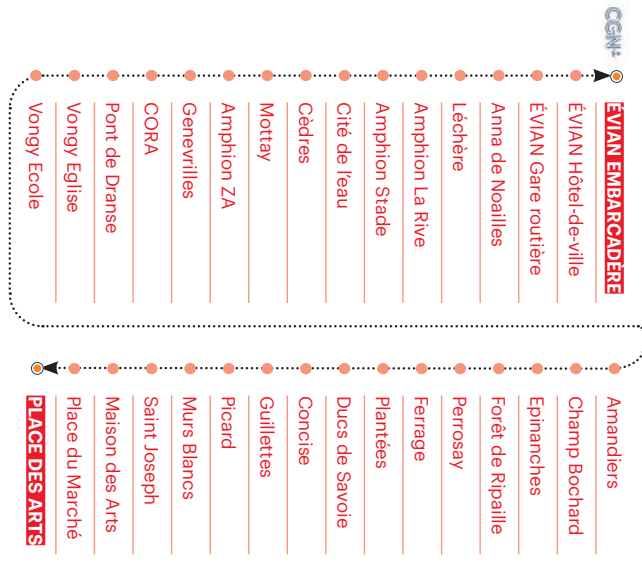 CGN
ÉVIAN EMBARCADÈRE
ÉVIAN Hôtel-de-ville
ÉVIAN Gare routière
Anna de Noailles
Léchère
Amphion La Rive
Amphion Stade
Cité de l'eau
Cèdres
Mottay
Amphion ZA
Genevrilles
CORA
Pont de Dranse
Vongy Eglise
Vongy Ecole
Amandiers
Champ Bochard
Epinanches
Forêt de Ripaille
Perrosay
Ferrage
Plantées
Ducs de Savoie
Concise
Guillettes
Picard
Murs Blancs
Saint Joseph
Maison des Arts
Place du Marché
PLACE DES ARTS